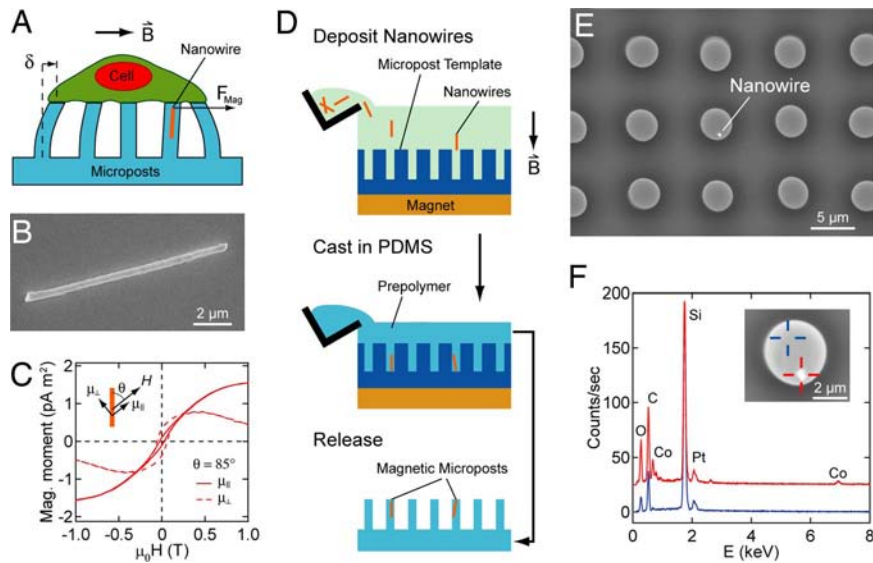 A
B
δ
Nanowire
Cell
F Mag
Microposts
B
2 µm
C
Mag. moment (pA m²)
2
1
0
-1
-2
θ
H
µ⊥
µ∥
θ = 85°
µ∥
µ⊥
-1.0
-0.5
0
0.5
1.0
µ₀H (T)
D
Deposit Nanowires
Micropost Template
Nanowires
B
Magnet
Cast in PDMS
Prepolymer
Release
Magnetic Microposts
E
Nanowire
5 µm
F
Counts/sec
200
150
100
50
0
Si
C
O
Co
Pt
Co
2 µm
0
2
4
6
8
E (keV)